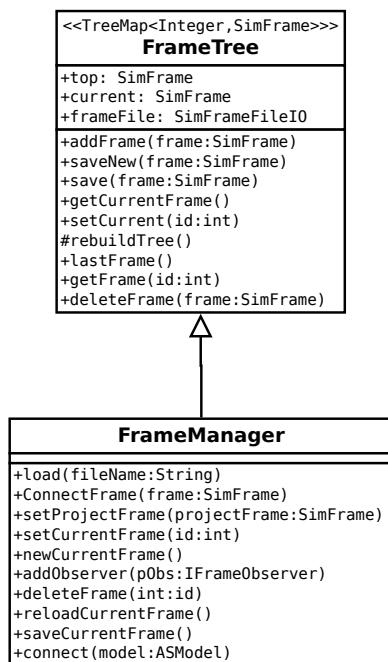 <<TreeMap<Integer,SimFrame>>>
FrameTree
+top: SimFrame
+current: SimFrame
+frameFile: SimFrameFileIO
+addFrame(frame:SimFrame)
+saveNew(frame:SimFrame)
+save(frame:SimFrame)
+getCurrentFrame()
+setCurrent(id:int)
#rebuildTree()
+lastFrame()
+getFrame(id:int)
+deleteFrame(frame:SimFrame)
FrameManager
+load(fileName:String)
+ConnectFrame(frame:SimFrame)
+setProjectFrame(projectFrame:SimFrame)
+setCurrentFrame(id:int)
+newCurrentFrame()
+addObserver(pObs:IFrameObserver)
+deleteFrame(int:id)
+reloadCurrentFrame()
+saveCurrentFrame()
+connect(model:ASModel)